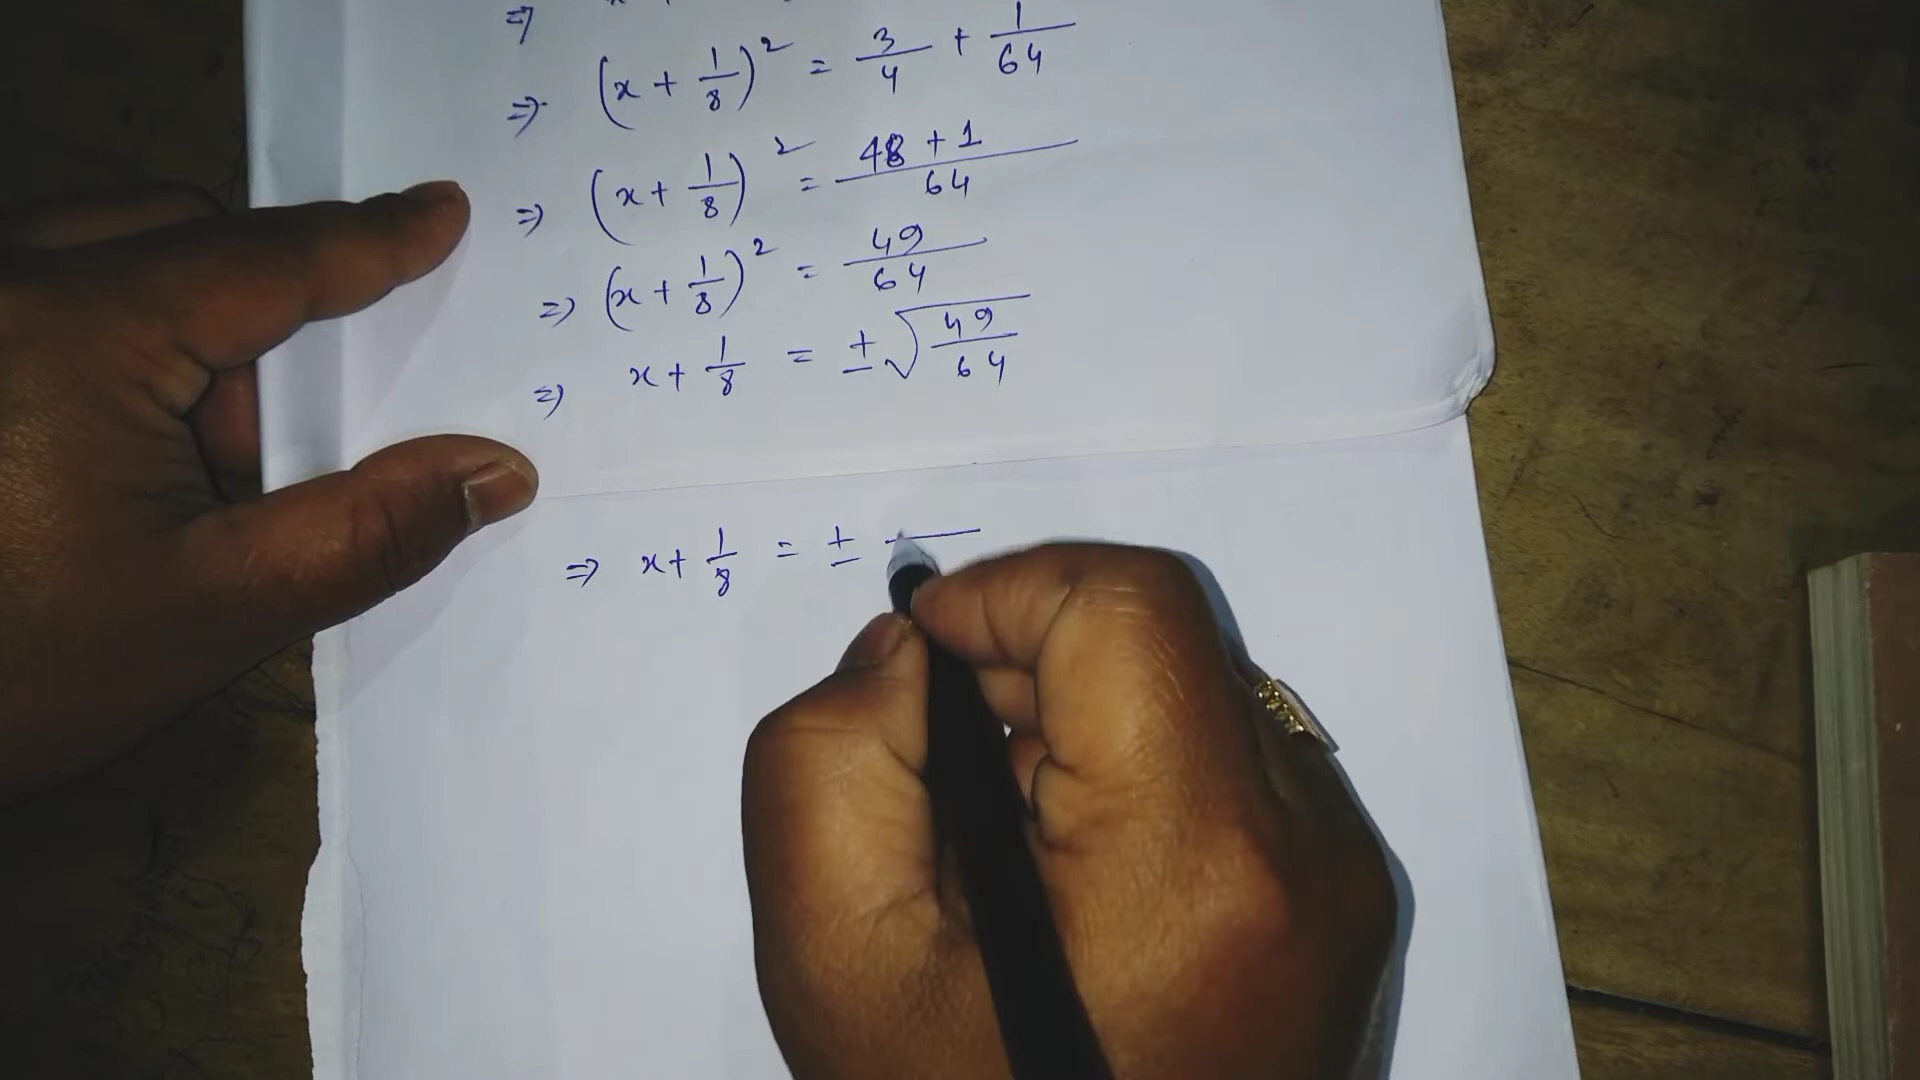 ⇒
⇒ (x + 1/8)² = 3/4 + 1/64
⇒ (x + 1/8)² = (48 + 1)/64
⇒ (x + 1/8)² = 49/64
⇒ x + 1/8 = ± √(49/64)
⇒ x + 1/8 = ±